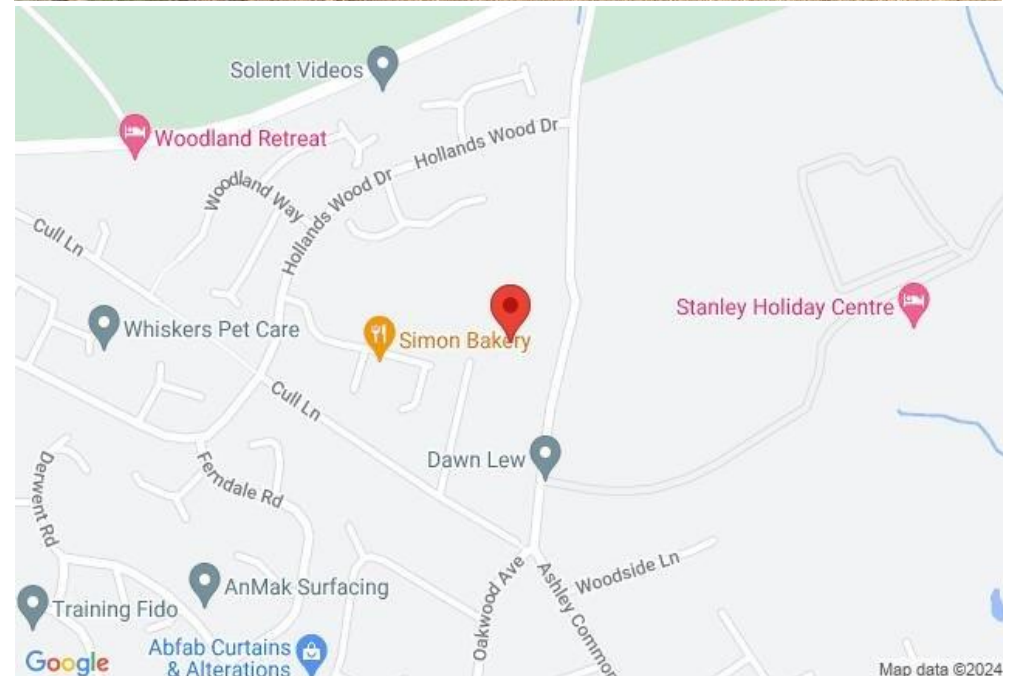 Solent Videos
Woodland Retreat
Hollands Wood Dr
Woodland Way
Hollands Wood Dr
Cull Ln
Stanley Holiday Centre
Whiskers Pet Care
Simon Bakery
Cull Ln
Dawn Lew
Ferndale Rd
Derwent Rd
Woodside Ln
AnMak Surfacing
Oakwood Ave
Ashley Common
Training Fido
Abfab Curtains
& Alterations
Google
Map data ©2024